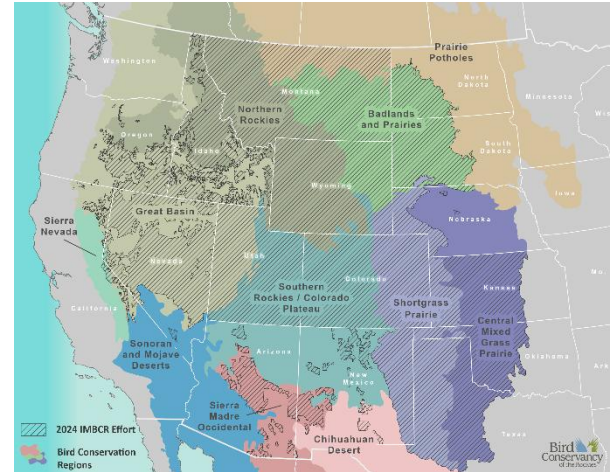 Washington
Prairie
Potholes
North
Dakota
Montana
Minnesota
Northern
Rockies
Badlands
and Prairies
Oregon
Idaho
South
Dakota
Wyoming
Iowa
Great Basin
Nebraska
Sierra
Nevada
Nevada
Utah
Southern
Rockies / Colorado
Plateau
Colorado
Kansas
Shortgrass
Prairie
Central
Mixed
Grass
Prairie
California
Sonoran
and Mojave
Deserts
Arizona
New
Mexico
Oklahoma
Sierra
Madre
Occidental
Chihuahuan
Desert
Texas
2024 IMBCR Effort
Bird Conservation
Regions
Bird
Conservancy
of the Rockies